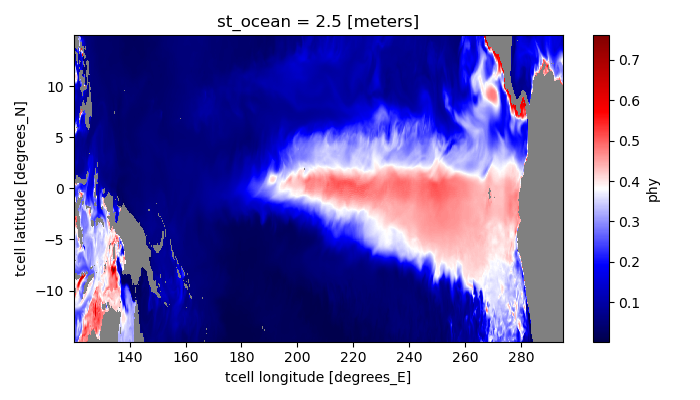 st_ocean = 2.5 [meters]
10
5
0
−5
−10
tcell latitude [degrees_N]
140 160 180 200 220 240 260 280
tcell longitude [degrees_E]
0.7
0.6
0.5
0.4
0.3
0.2
0.1
phy